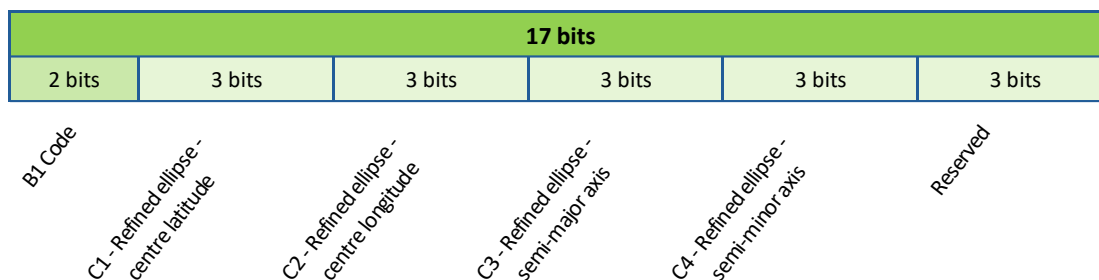 17 bits
2 bits 3 bits 3 bits 3 bits 3 bits 3 bits
B1 Code
C1 - Refined ellipse -
centre latitude
C2 - Refined ellipse -
centre longitude
C3 - Refined ellipse -
semi-major axis
C4 - Refined ellipse -
semi-minor axis
Reserved